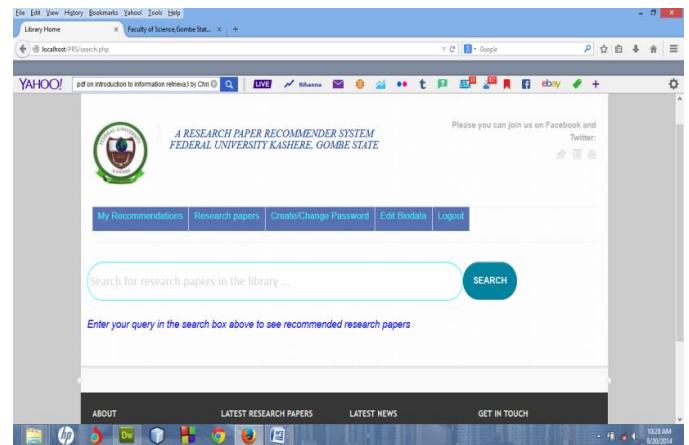 File Edit View History Bookmarks Yahoo! Tools Help
Library Home × Faculty of Science,Gombe Stat... × +
localhost/PRS/search.php Google
YAHOO! pdf on introduction to information retrieval) by Chri LIVE Rihanna ebay
A RESEARCH PAPER RECOMMENDER SYSTEM
FEDERAL UNIVERSITY KASHERE, GOMBE STATE
Please you can join us on Facebook and
Twitter:
My Recommendations Research papers Create/Change Password Edit Biodata Logout
Search for research papers in the library ...
SEARCH
Enter your query in the search box above to see recommended research papers
ABOUT LATEST RESEARCH PAPERS LATEST NEWS GET IN TOUCH
10:28 AM
8/20/2014